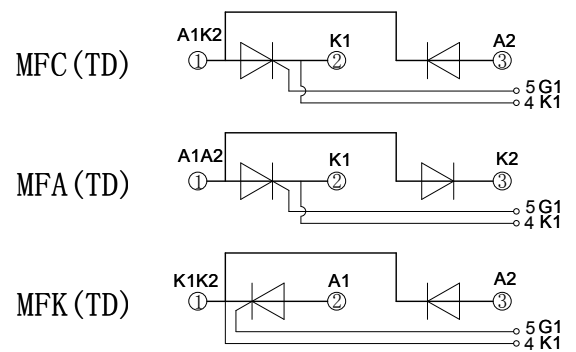 A1K2 K1 A2
MFC(TD) ① ② ③
5 G1
4 K1
A1A2 K1 K2
MFA(TD) ① ② ③
5 G1
4 K1
K1K2 A1 A2
MFK(TD) ① ② ③
5 G1
4 K1